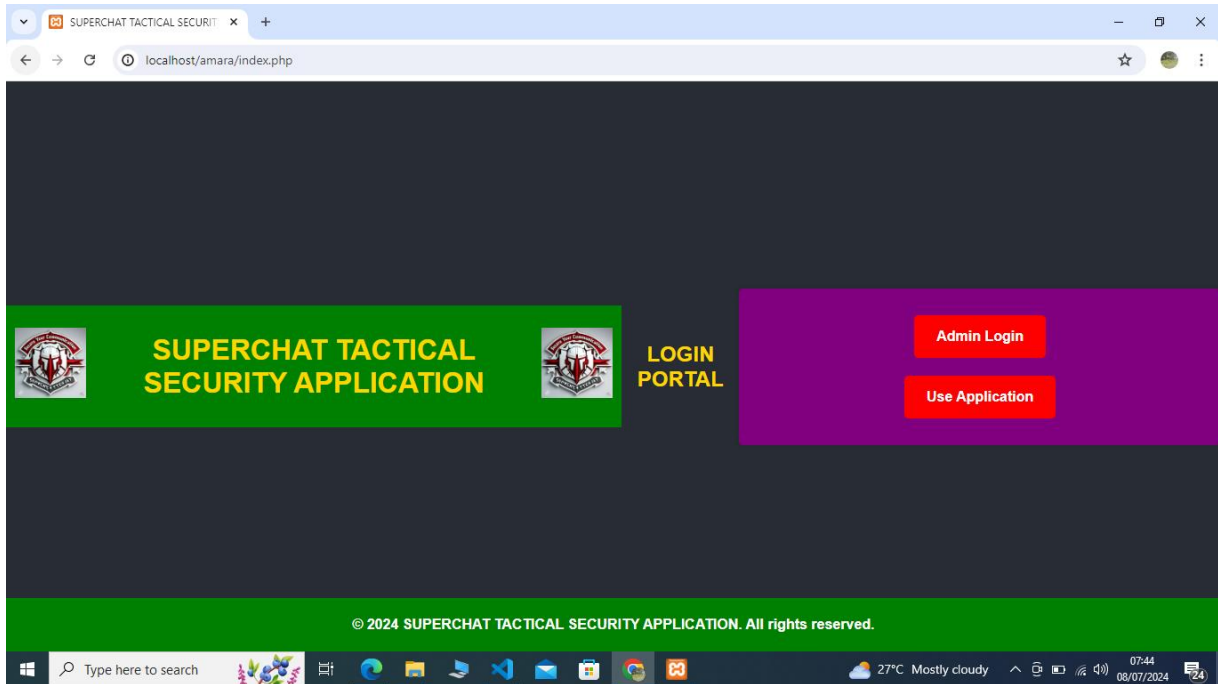 SUPERCHAT TACTICAL SECURIT
localhost/amara/index.php
SUPERCHAT TACTICAL
SECURITY APPLICATION
LOGIN
PORTAL
Admin Login
Use Application
© 2024 SUPERCHAT TACTICAL SECURITY APPLICATION. All rights reserved.
Type here to search
27°C Mostly cloudy
07:44
08/07/2024
24